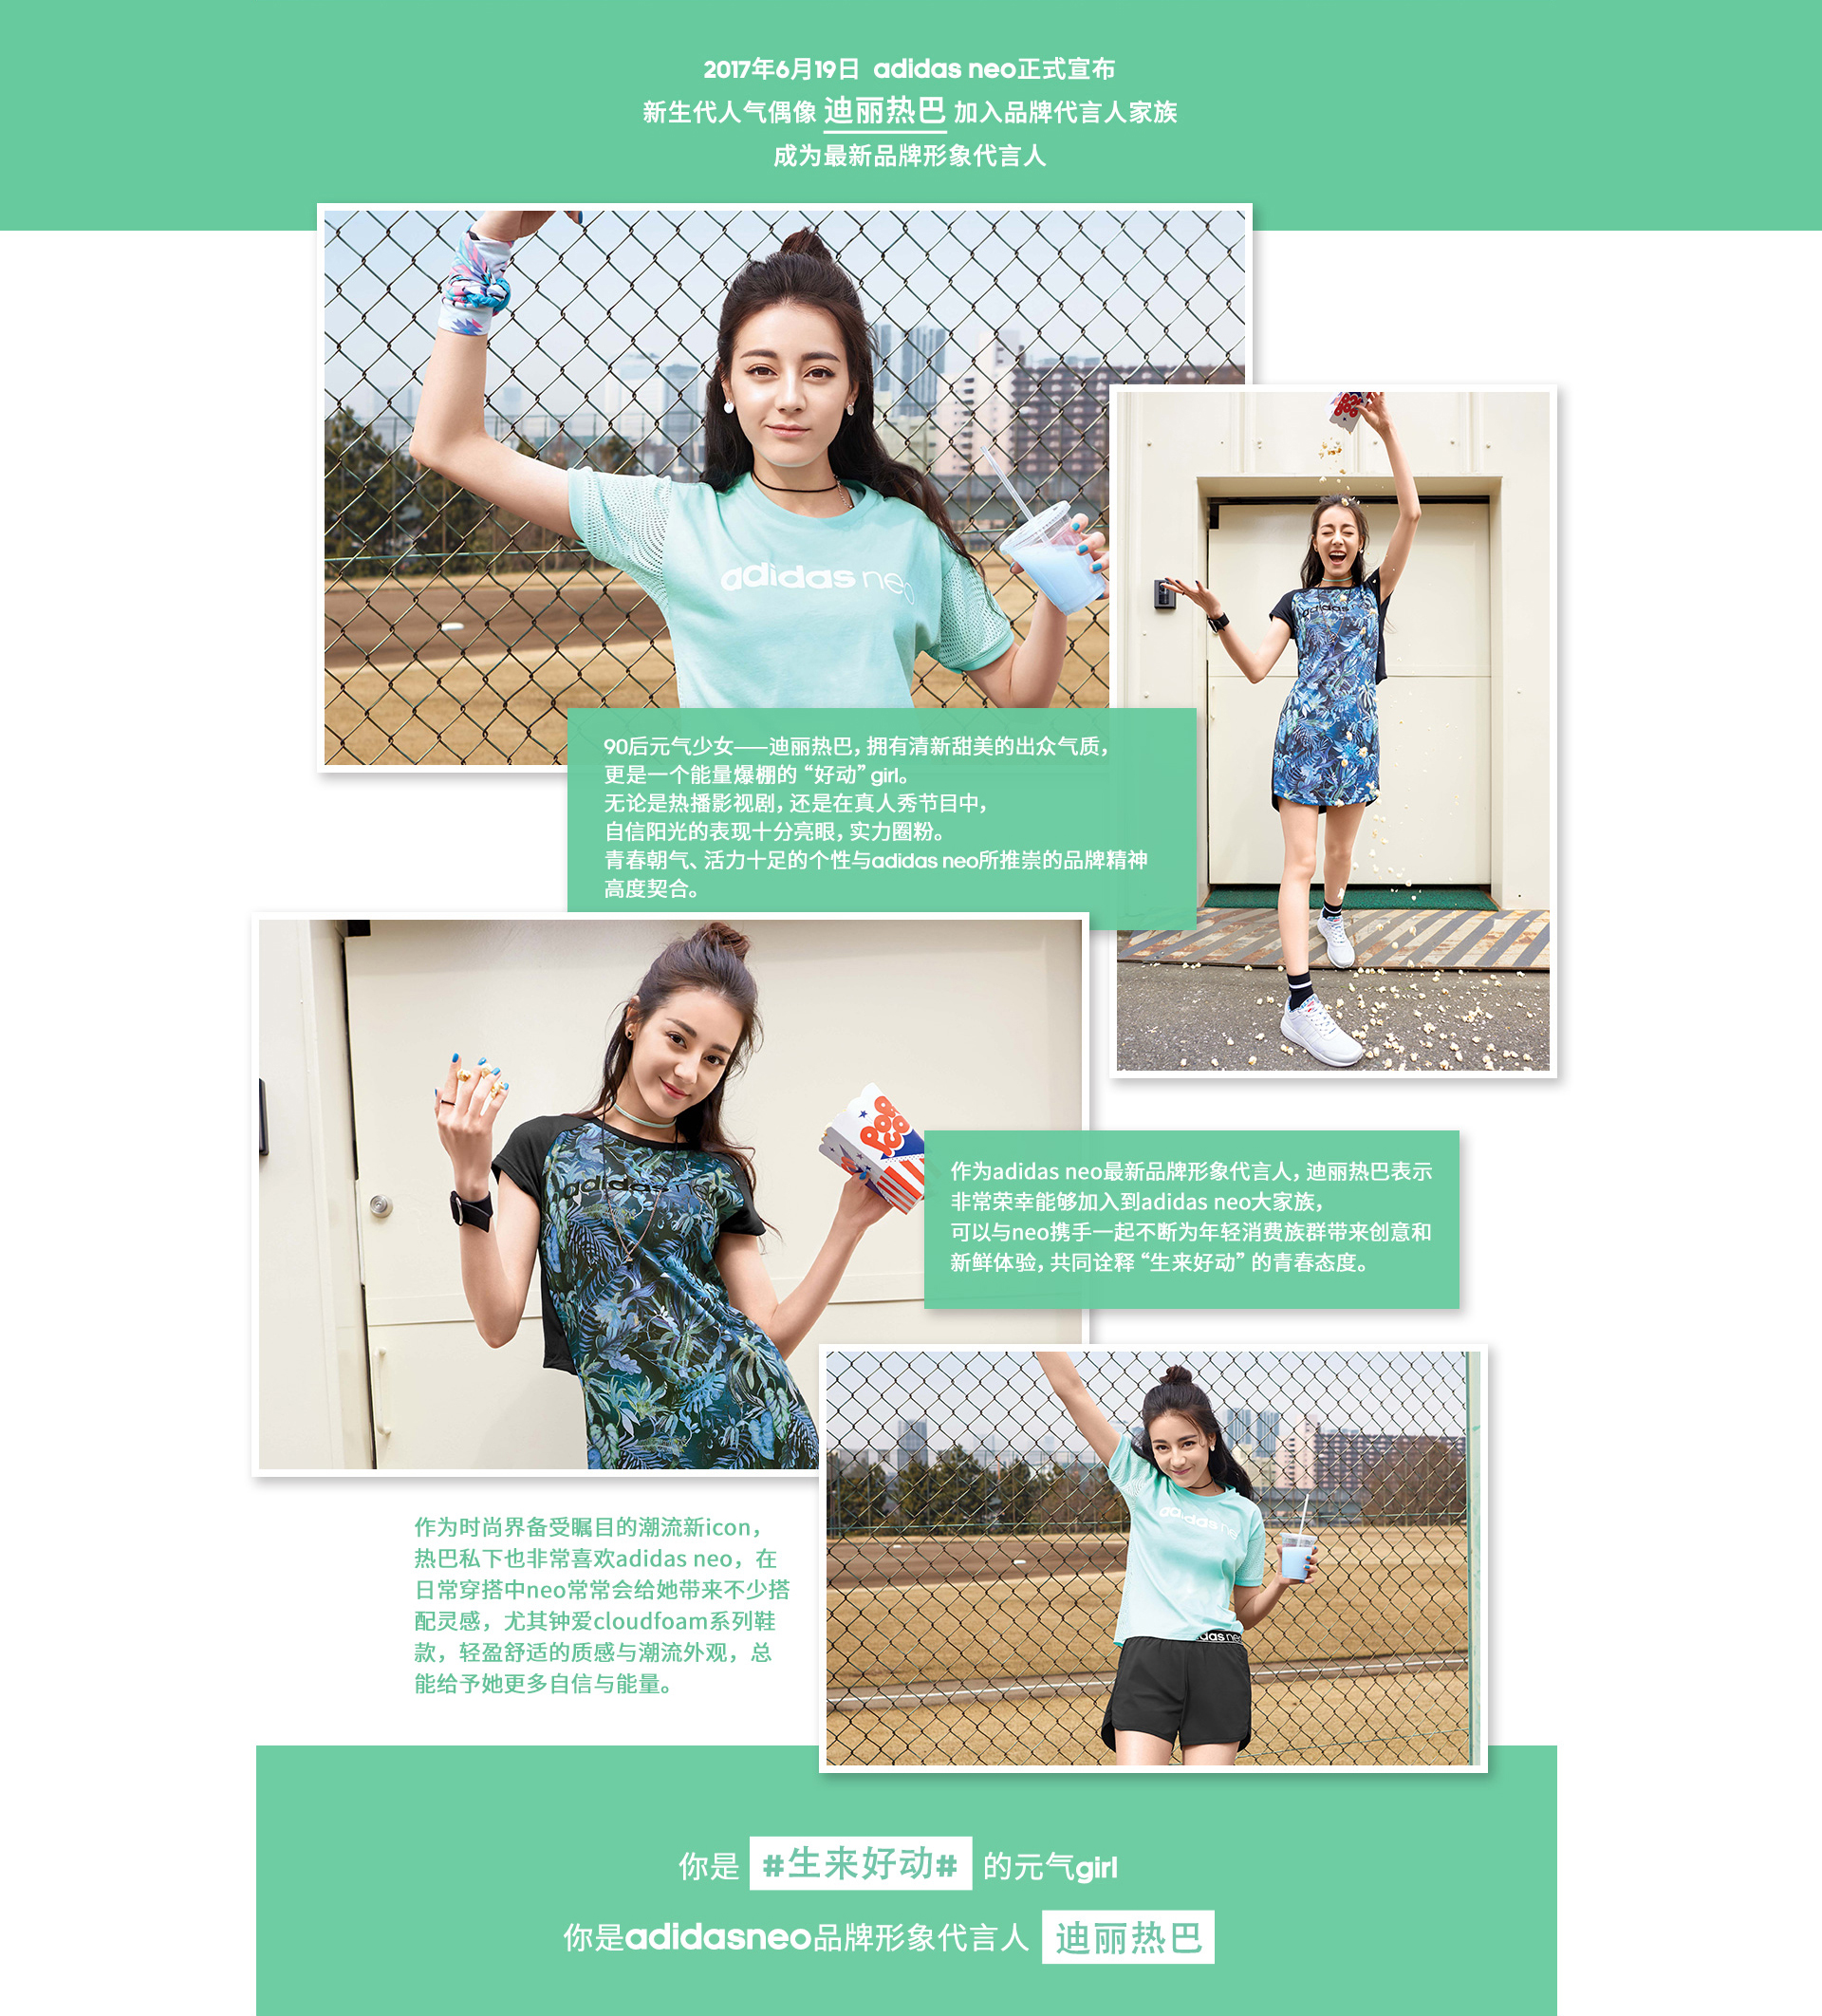 2017年6月19日 adidas neo正式宣布
新生代人气偶像 迪丽热巴 加入品牌代言人家族
成为最新品牌形象代言人
adidas neo
adidas
90后元气少女——迪丽热巴，拥有清新甜美的出众气质，
更是一个能量爆棚的“好动”girl。
无论是热播影视剧，还是在真人秀节目中，
自信阳光的表现十分亮眼，实力圈粉。
青春朝气、活力十足的个性与adidas neo所推崇的品牌精神
高度契合。
adidas ne
作为adidas neo最新品牌形象代言人，迪丽热巴表示
非常荣幸能够加入到adidas neo大家族，
可以与neo携手一起不断为年轻消费族群带来创意和
新鲜体验，共同诠释“生来好动”的青春态度。
adidas ne
das neo
作为时尚界备受瞩目的潮流新icon，
热巴私下也非常喜欢adidas neo，在
日常穿搭中neo常常会给她带来不少搭
配灵感，尤其钟爱cloudfoam系列鞋
款，轻盈舒适的质感与潮流外观，总
能给予她更多自信与能量。
你是 #生来好动# 的元气girl
你是adidasneo品牌形象代言人 迪丽热巴